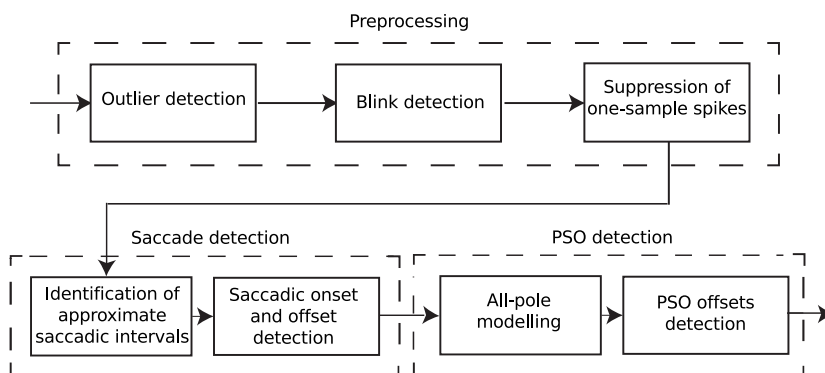 Preprocessing
Outlier detection
Blink detection
Suppression of
one-sample spikes
Saccade detection
PSO detection
Identification of
approximate
saccadic intervals
Saccadic onset
and offset
detection
All-pole
modelling
PSO offsets
detection